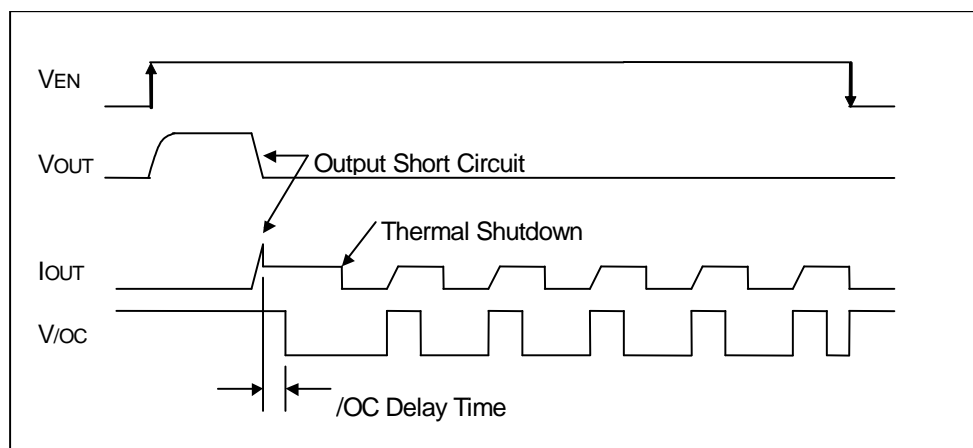 VEN
VOUT
Output Short Circuit
Thermal Shutdown
IOUT
V/OC
/OC Delay Time